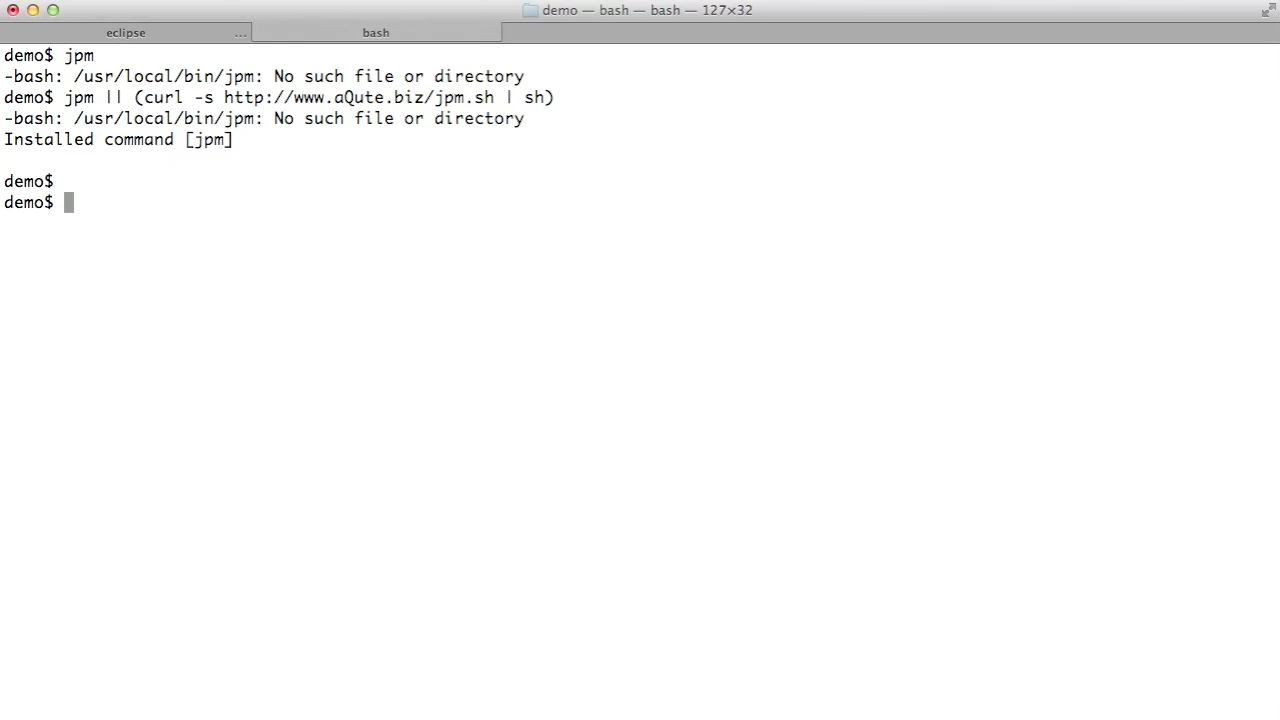 demo — bash — bash — 127×32
eclipse ... bash
demo$ jpm
-bash: /usr/local/bin/jpm: No such file or directory
demo$ jpm || (curl -s http://www.aQute.biz/jpm.sh | sh)
-bash: /usr/local/bin/jpm: No such file or directory
Installed command [jpm]
demo$
demo$